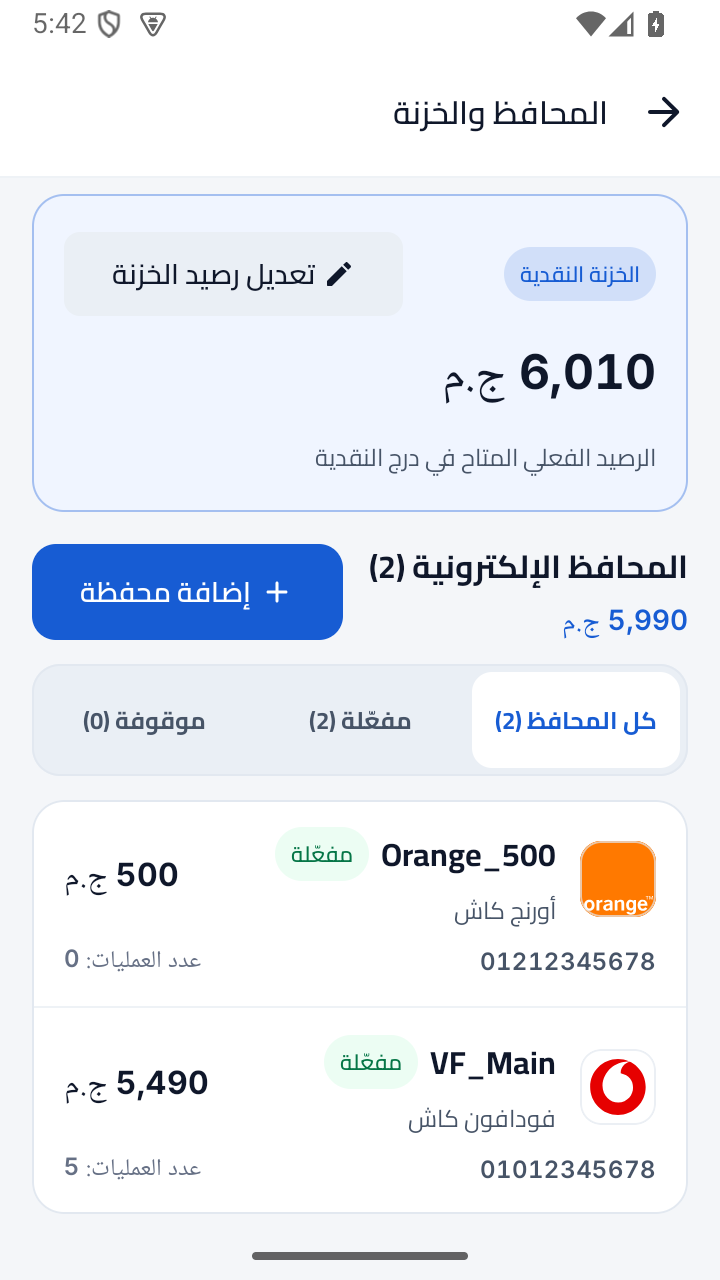 5:42
المحافظ والخزنة
الخزنة النقدية
تعديل رصيد الخزنة
6,010 ج.م
الرصيد الفعلي المتاح في درج النقدية
المحافظ الإلكترونية (2)
5,990 ج.م
+ إضافة محفظة
كل المحافظ (2)
مفعّلة (2)
موقوفة (0)
orange™
Orange_500
مفعّلة
500 ج.م
أورنج كاش
01212345678
عدد العمليات: 0
VF_Main
مفعّلة
5,490 ج.م
فودافون كاش
01012345678
عدد العمليات: 5